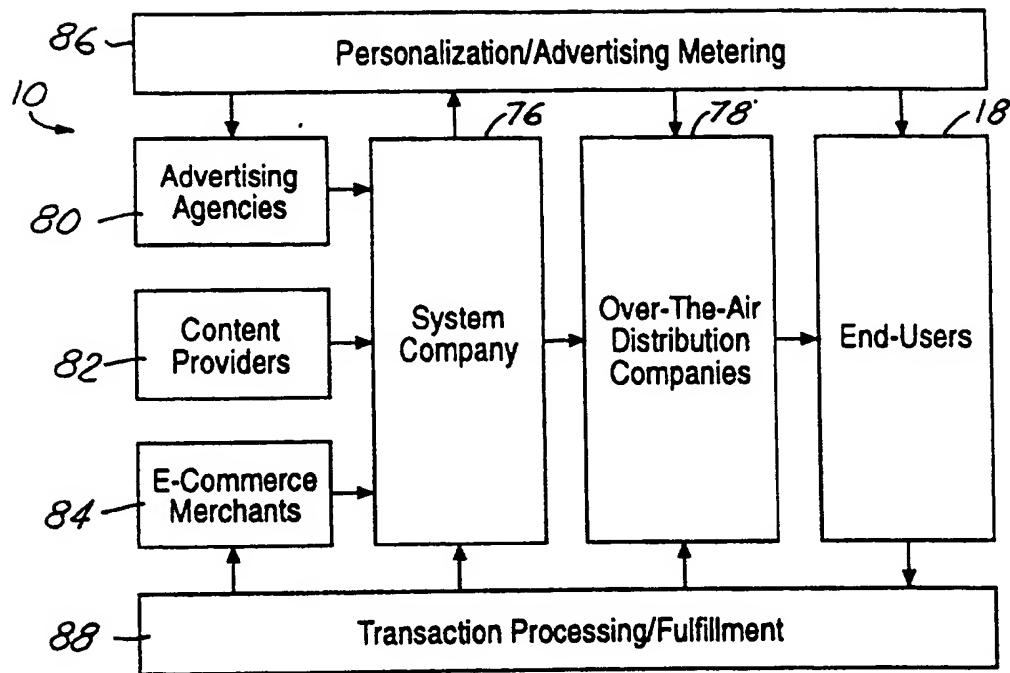 86
Personalization/Advertising Metering
10
76
78
18
Advertising
Agencies
80
Content
Providers
82
System
Company
Over-The-Air
Distribution
Companies
End-Users
E-Commerce
Merchants
84
88
Transaction Processing/Fulfillment